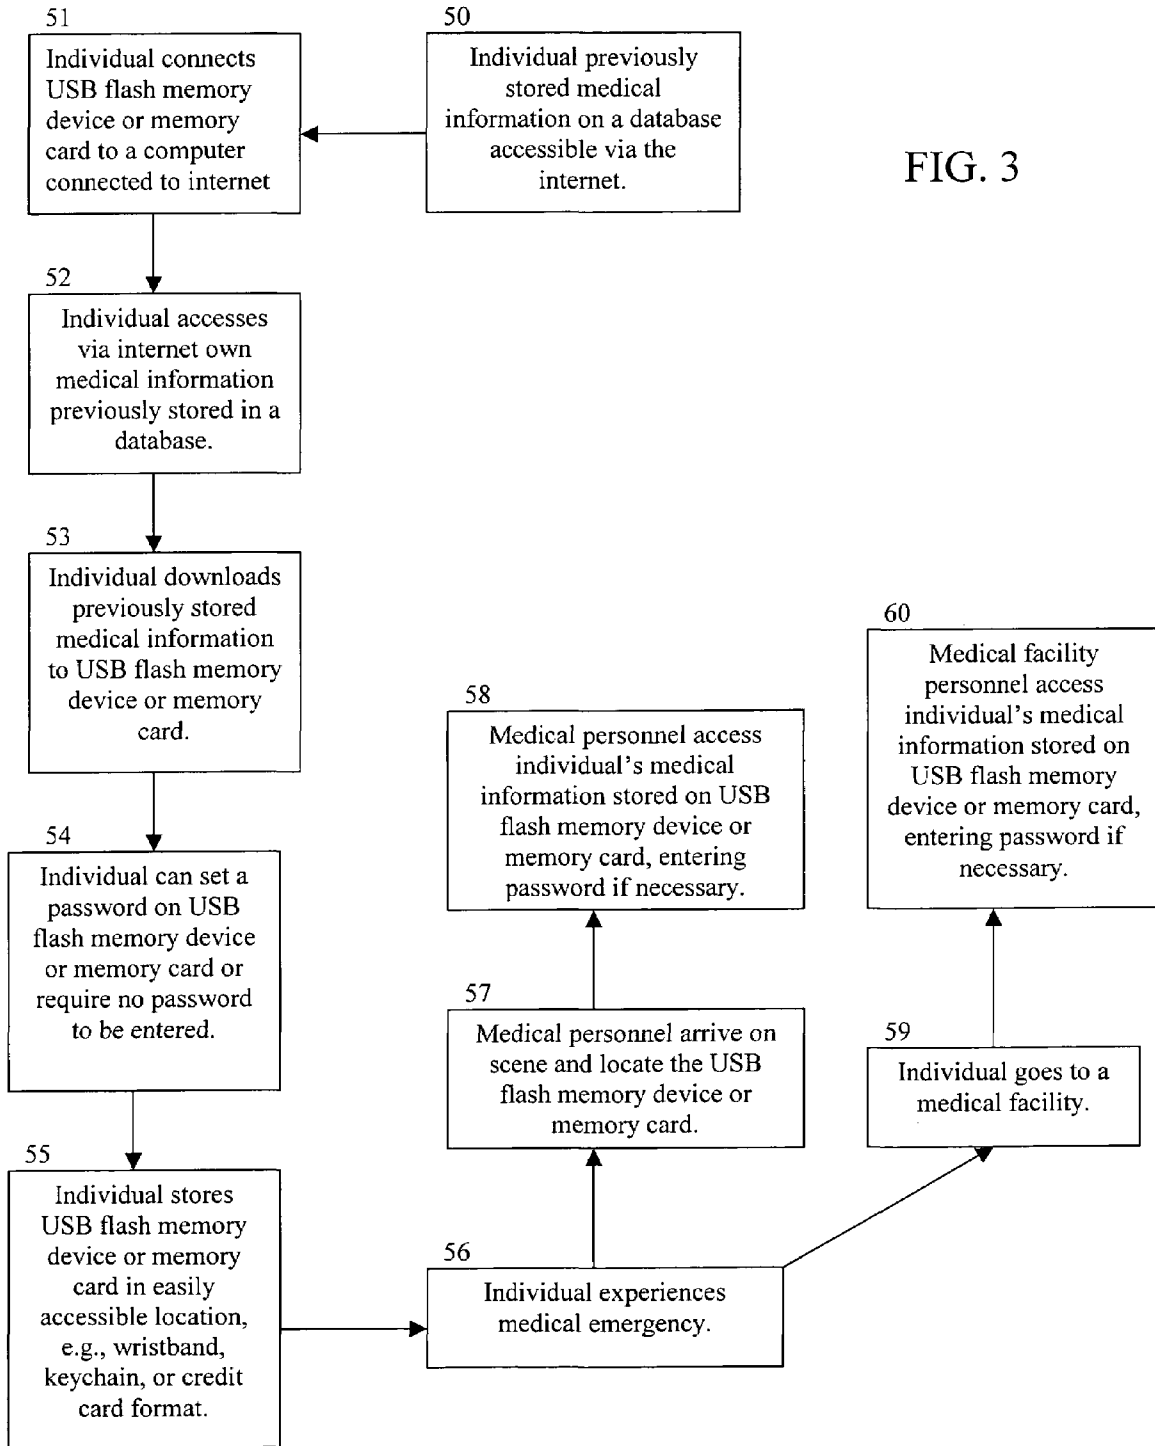 51
Individual connects
USB flash memory
device or memory
card to a computer
connected to internet
50
Individual previously
stored medical
information on a database
accessible via the
internet.
FIG. 3
52
Individual accesses
via internet own
medical information
previously stored in a
database.
53
Individual downloads
previously stored
medical information
to USB flash memory
device or memory
card.
54
Individual can set a
password on USB
flash memory device
or memory card or
require no password
to be entered.
55
Individual stores
USB flash memory
device or memory
card in easily
accessible location,
e.g., wristband,
keychain, or credit
card format.
56
Individual experiences
medical emergency.
57
Medical personnel arrive on
scene and locate the USB
flash memory device or
memory card.
58
Medical personnel access
individual's medical
information stored on USB
flash memory device or
memory card, entering
password if necessary.
59
Individual goes to a
medical facility.
60
Medical facility
personnel access
individual's medical
information stored on
USB flash memory
device or memory card,
entering password if
necessary.